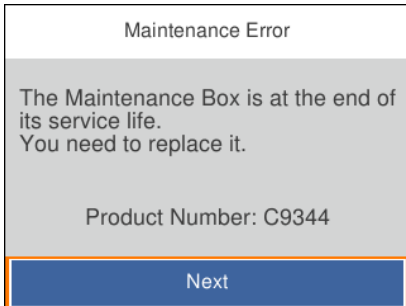 Maintenance Error
The Maintenance Box is at the end of
its service life.
You need to replace it.
Product Number: C9344
Next